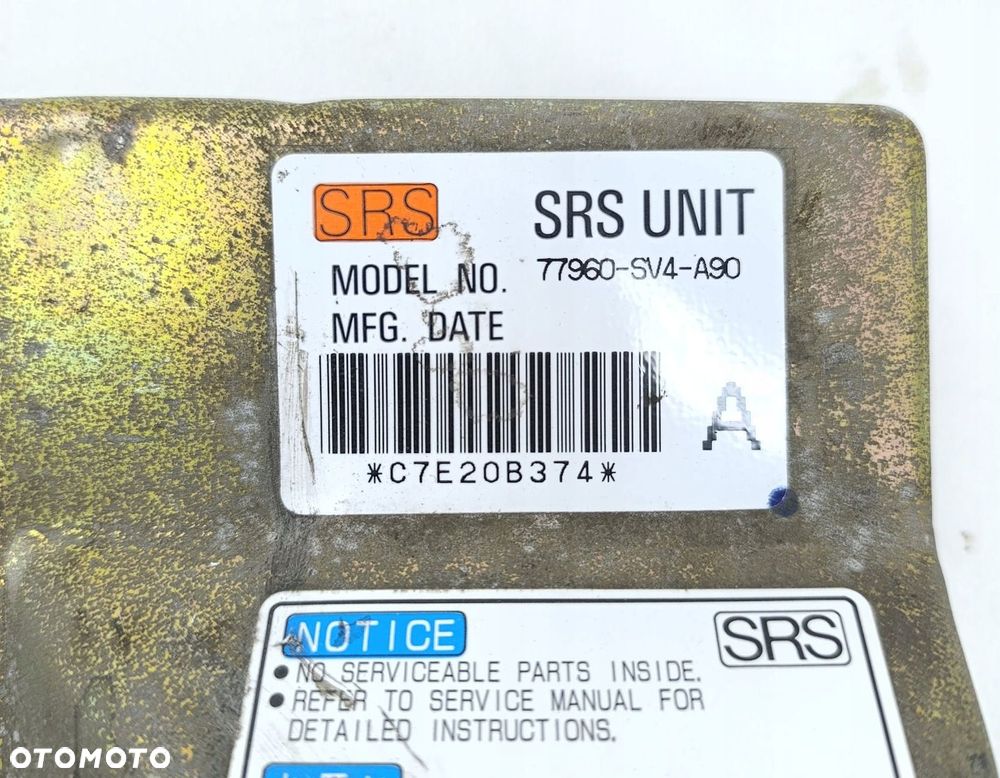 SRS
SRS UNIT
MODEL NO. 77960-SV4-A90
MFG. DATE
*C7E20B374*
A
NOTICE
SRS
• NO SERVICEABLE PARTS INSIDE.
• REFER TO SERVICE MANUAL FOR
DETAILED INSTRUCTIONS.
OTOMOTO